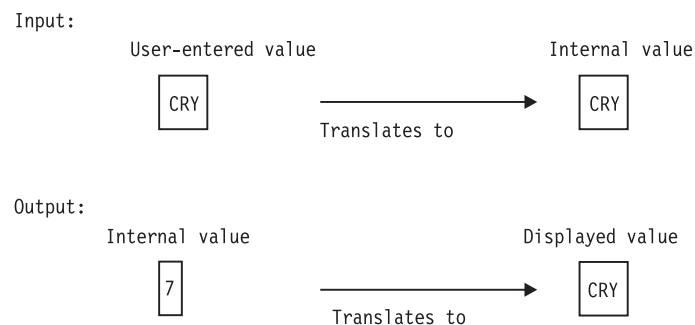 Input:
User-entered value Internal value
CRY CRY
Translates to
Output:
Internal value Displayed value
7 CRY
Translates to